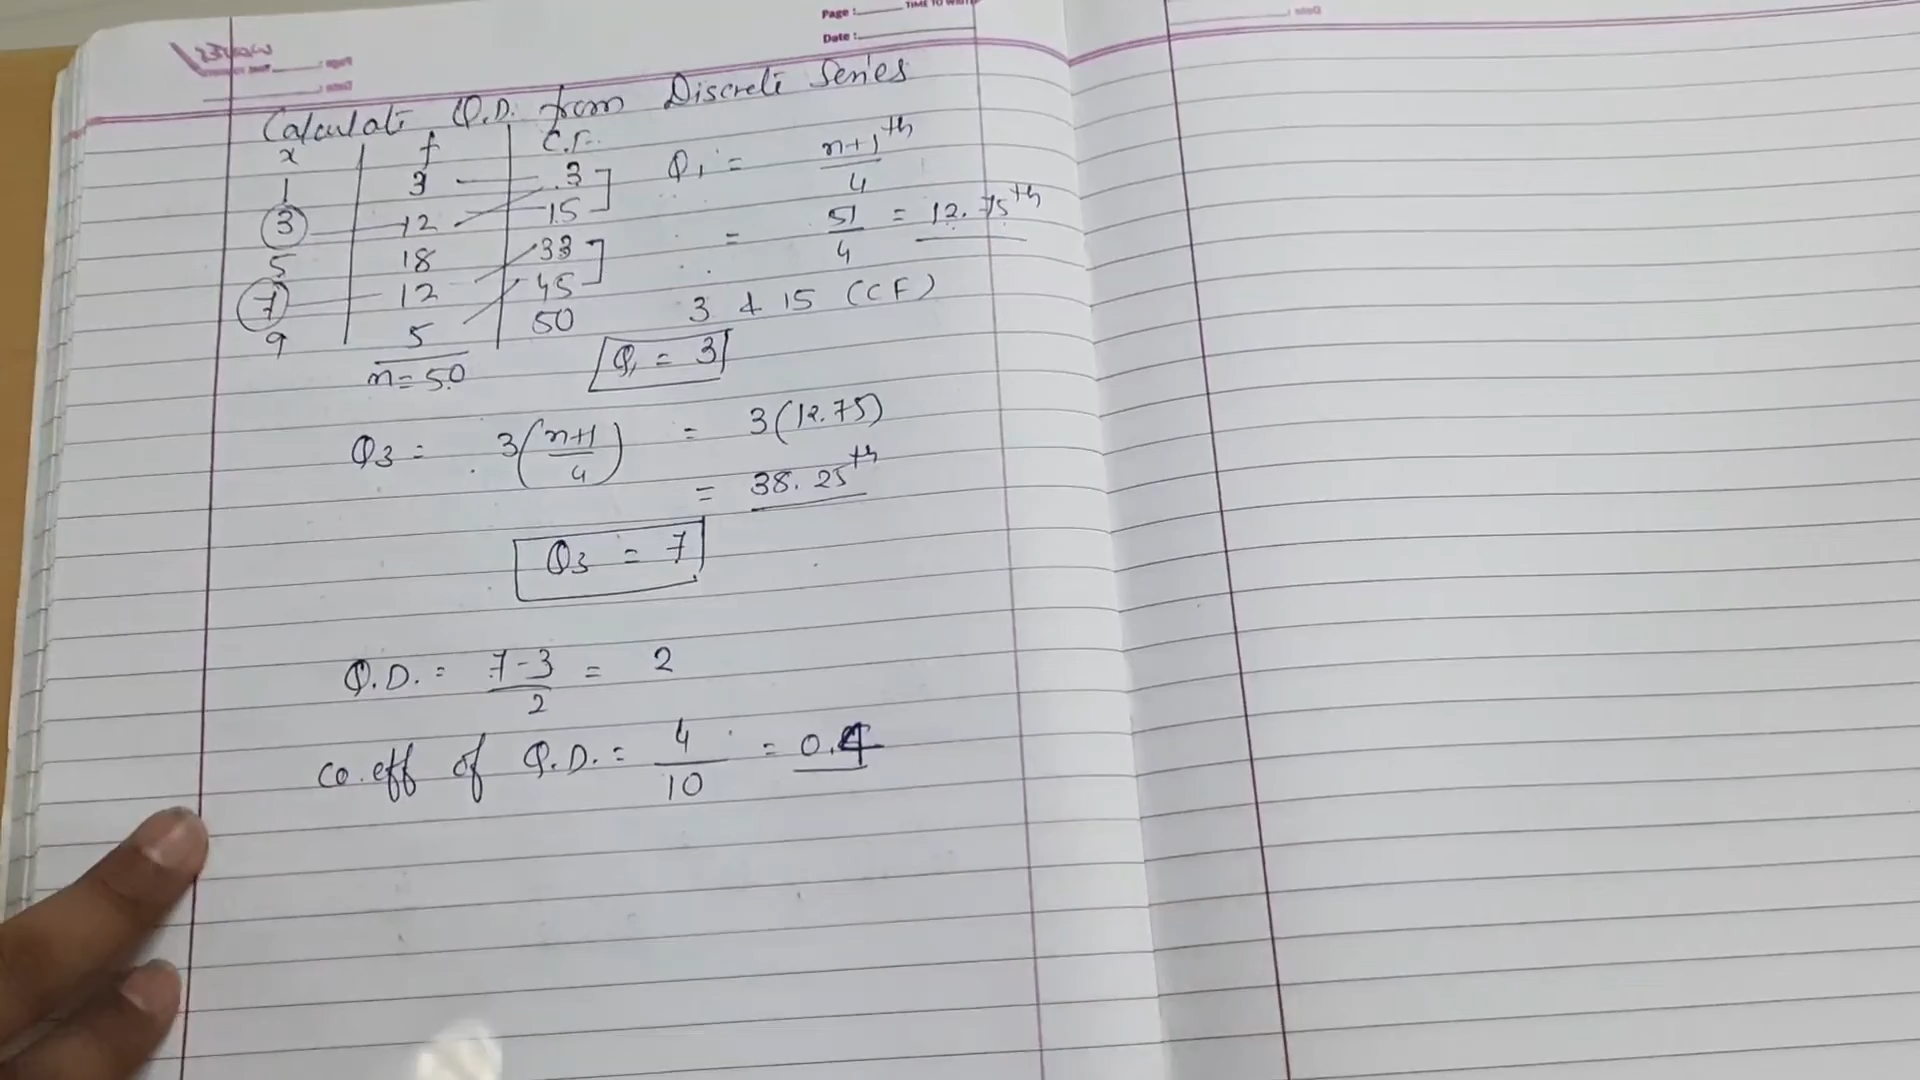 Page :
TIME TO WRITE
Date :
Calculate Q.D. from Discrete Series
x f C.F.
1 3 3
3 12 15
5 18 33
7 12 45
9 5 50
n = 50
Q1 = n+1/4 th
= 51/4 = 12.75th
3 & 15 (CF)
Q1 = 3
Q3 = 3(n+1/4) = 3(12.75)
= 38.25th
Q3 = 7
Q.D. = 7-3/2 = 2
Co.eff of Q.D. = 4/10 = 0.4